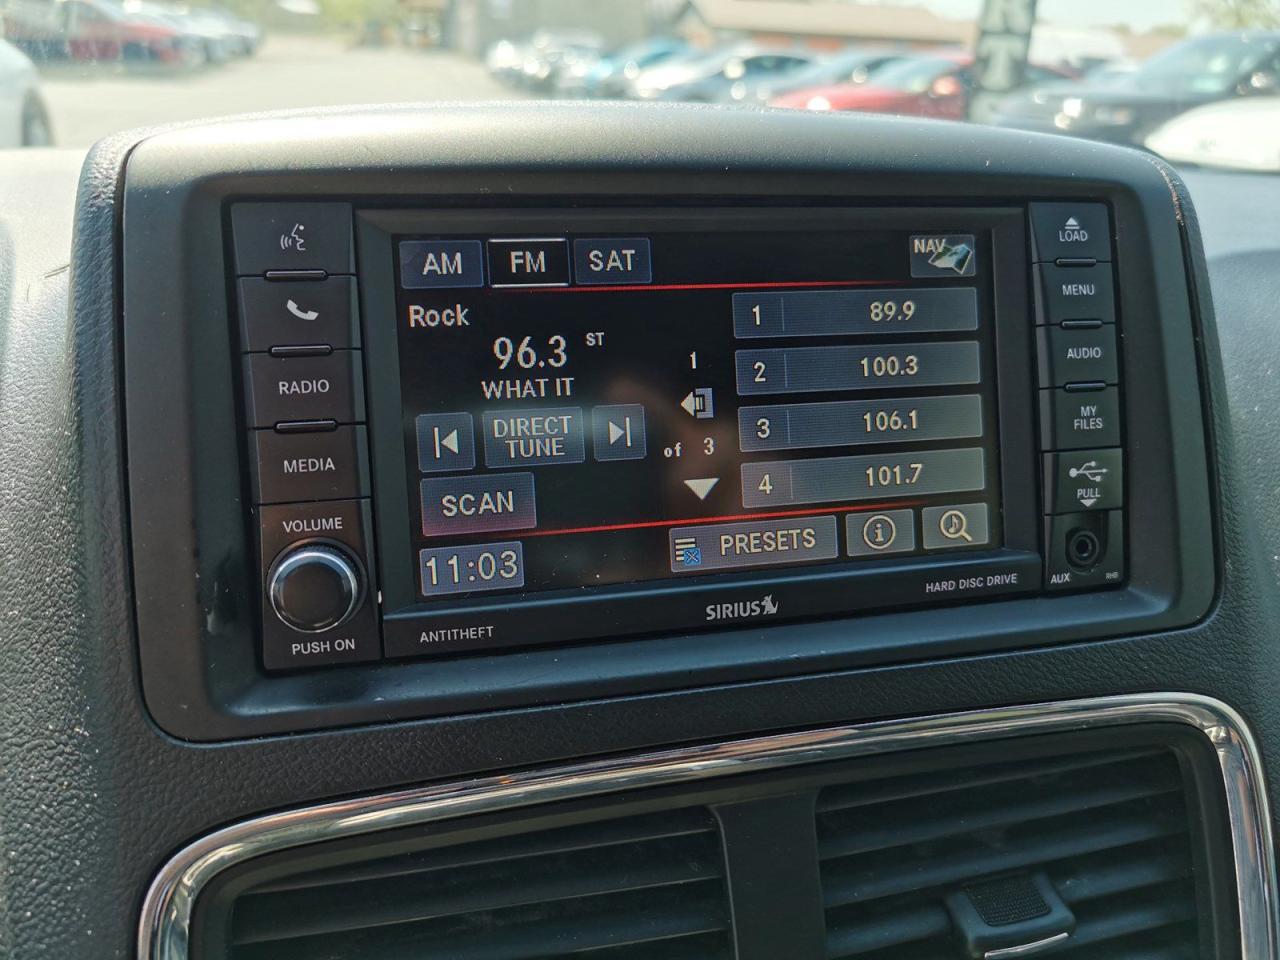 AM FM SAT NAV
Rock
96.3 ST
WHAT IT
DIRECT
TUNE
SCAN
11:03
1
of 3
1 89.9
2 100.3
3 106.1
4 101.7
PRESETS
i
RADIO
MEDIA
VOLUME
PUSH ON
ANTITHEFT
SIRIUS
HARD DISC DRIVE
LOAD
MENU
AUDIO
MY
FILES
PULL
AUX RHB